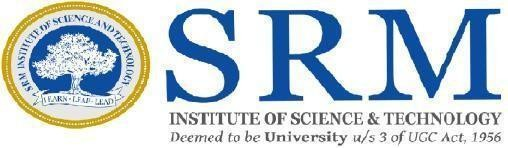 SRM INSTITUTE OF SCIENCE AND TECHNOLOGY
LEARN - LEAP - LEAD
SRM
INSTITUTE OF SCIENCE & TECHNOLOGY
Deemed to be University u/s 3 of UGC Act, 1956